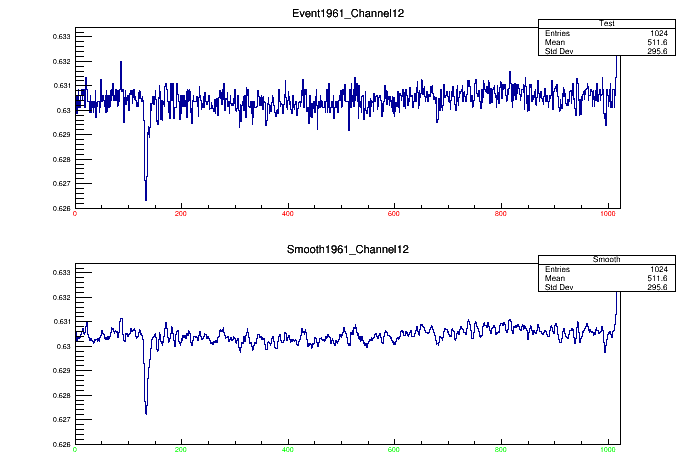 Event1961_Channel12
Test
Entries 1024
Mean 511.6
Std Dev 295.6
0.633
0.632
0.631
0.63
0.629
0.628
0.627
0.626
0 200 400 600 800 1000
Smooth1961_Channel12
Smooth
Entries 1024
Mean 511.6
Std Dev 295.6
0.633
0.632
0.631
0.63
0.629
0.628
0.627
0.626
0 200 400 600 800 1000